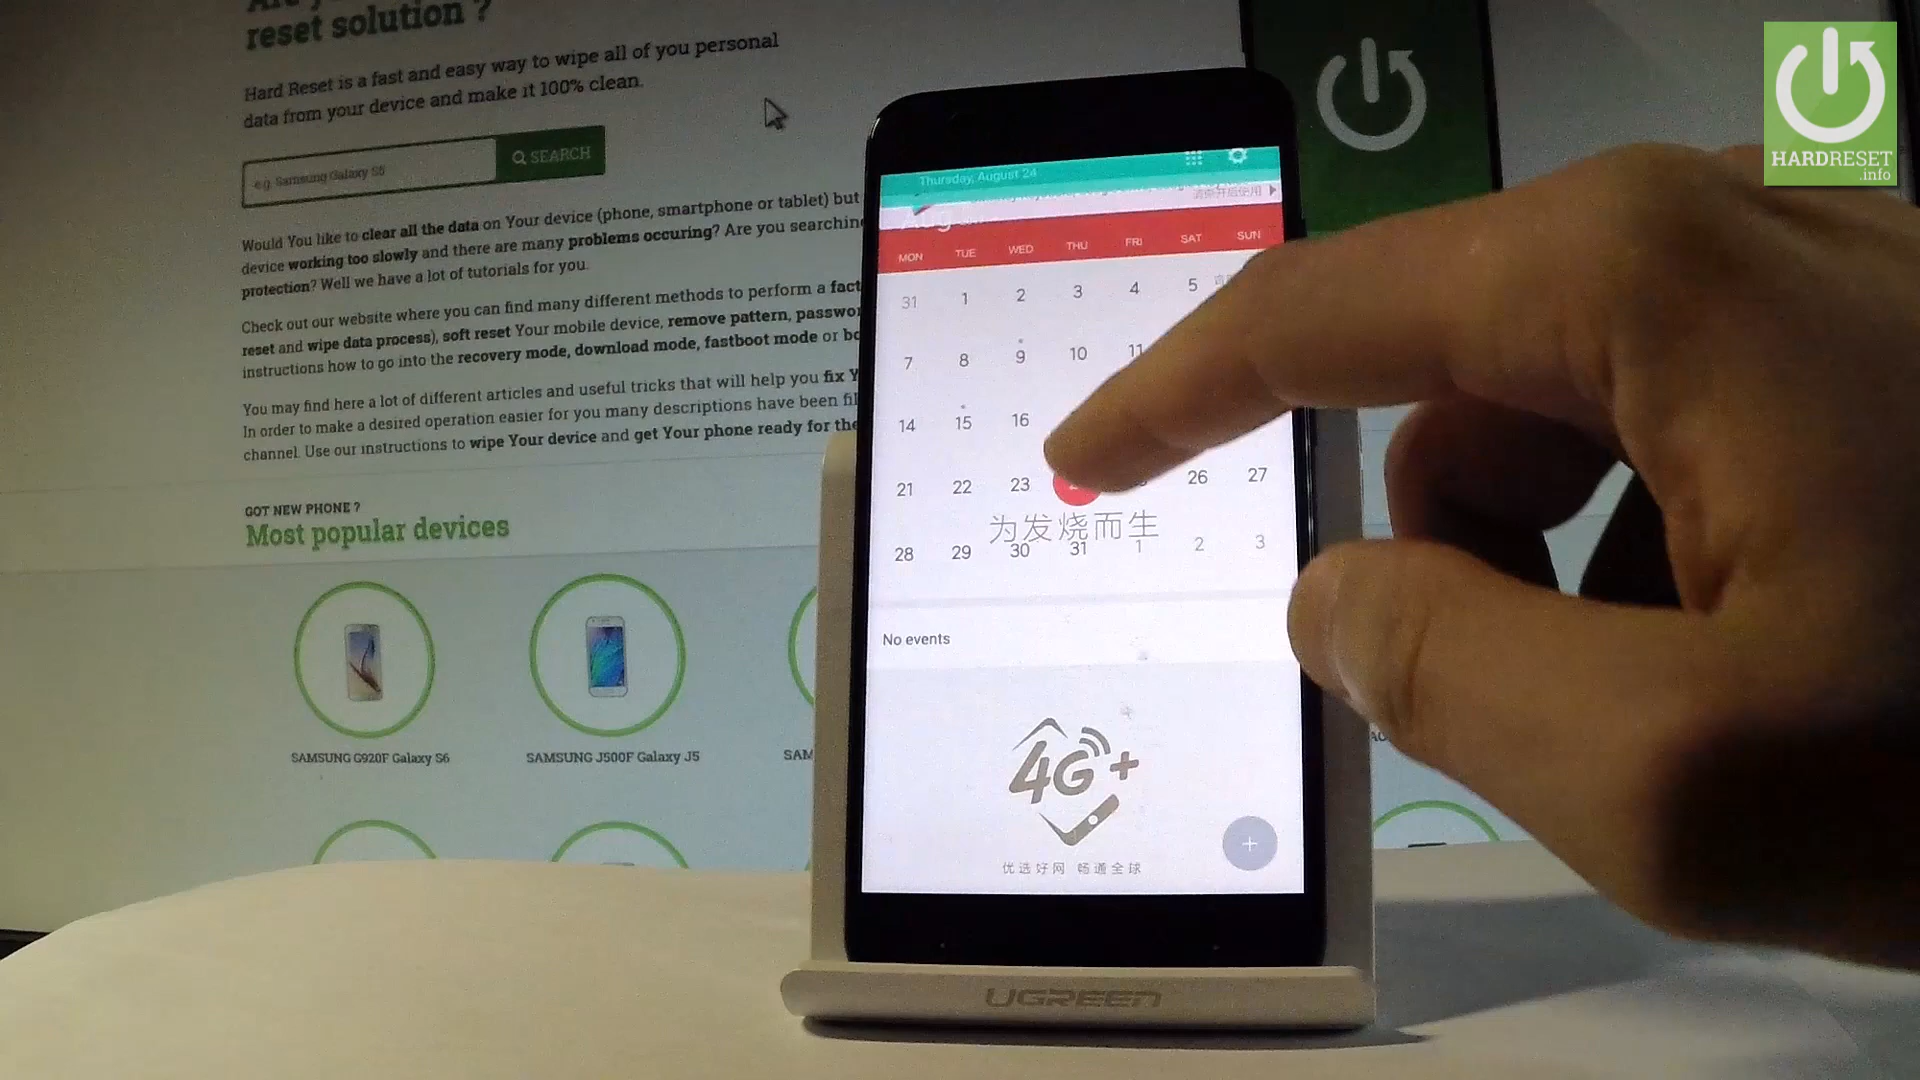 reset solution ?
Hard Reset is a fast and easy way to wipe all of you personal
data from your device and make it 100% clean.
e.g. Samsung Galaxy S5
SEARCH
Would You like to clear all the data on Your device (phone, smartphone or tablet) but
device working too slowly and there are many problems occuring? Are you searching
protection? Well we have a lot of tutorials for you.
Check out our website where you can find many different methods to perform a
reset and wipe data process), soft reset Your mobile device, remove pattern,
instructions how to go into the recovery mode, download mode, fastboot mode or
You may find here a lot of different articles and useful tricks that will help you fix
In order to make a desired operation easier for you many descriptions have been
channel. Use our instructions to wipe Your device and get Your phone ready for the
GOT NEW PHONE ?
Most popular devices
SAMSUNG G920F Galaxy S6
SAMSUNG J500F Galaxy J5
SAM
Thursday, August 24
MON TUE WED THU FRI SAT SUN
31 1 2 3 4 5
7 8 9 10 11
14 15 16
21 22 23 26 27
为发烧而生
28 29 30 31 1 2 3
No events
4G+
+
优选好网 畅通全球
UGREEN
HARDRESET
.info